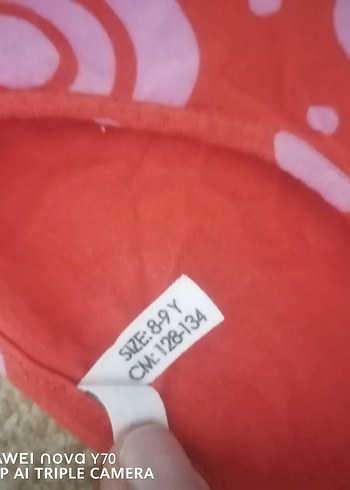 SIZE: 8-9 Y
CM: 128-134
AWEI nova Y70
P AI TRIPLE CAMERA